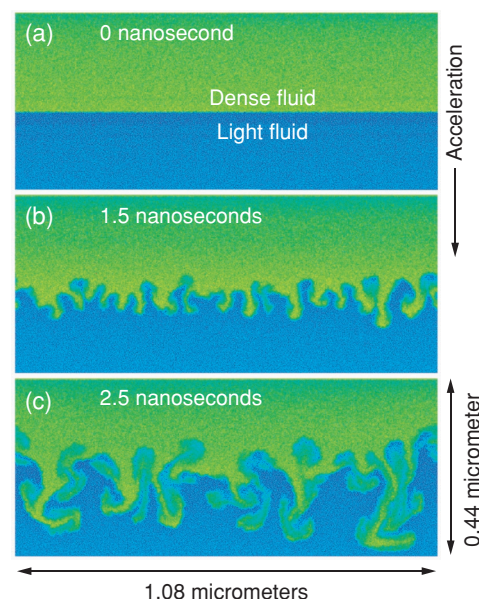 (a) 0 nanosecond
Dense fluid
Light fluid
Acceleration
(b) 1.5 nanoseconds
(c) 2.5 nanoseconds
0.44 micrometer
1.08 micrometers